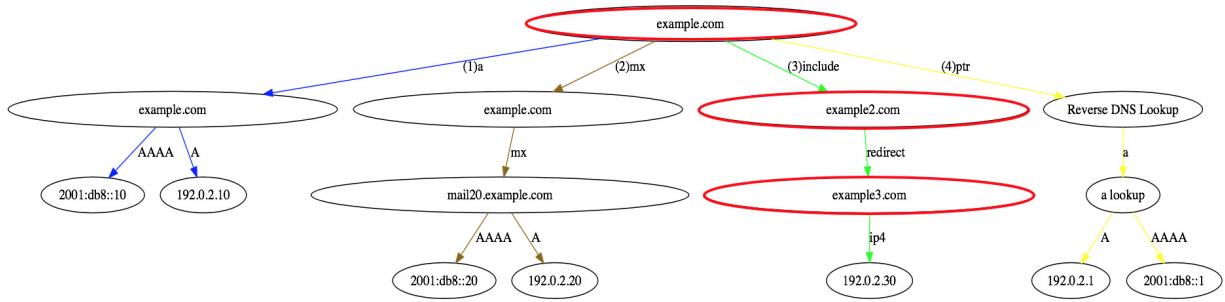 example.com
(1)a
(2)mx
(3)include
(4)ptr
example.com
example.com
example2.com
Reverse DNS Lookup
AAAA
A
mx
redirect
a
2001:db8::10
192.0.2.10
mail20.example.com
example3.com
a lookup
AAAA
A
ip4
A
AAAA
2001:db8::20
192.0.2.20
192.0.2.30
192.0.2.1
2001:db8::1